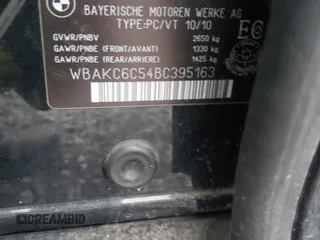 BAYERISCHE MOTOREN WERKE AG
TYPE:PC/VT 10/10
GVWR/PNBV 2650 kg
GAWR/PNBE (FRONT/AVANT) 1330 kg
GAWR/PNBE (REAR/ARRIERE) 1425 kg
WBAKC6C54BC395163
DREAMBID